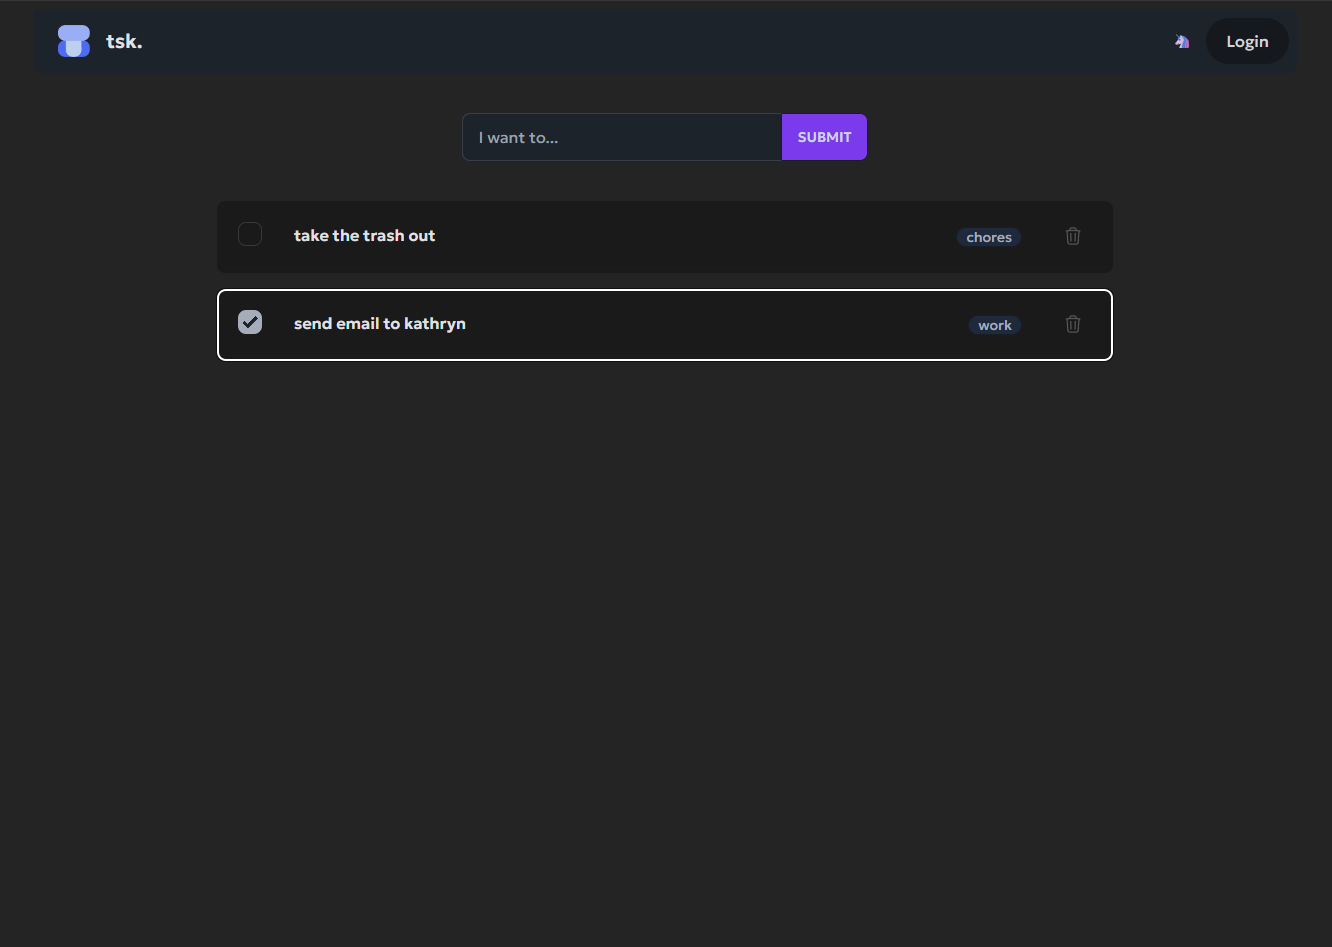 tsk.
Login
I want to...
SUBMIT
take the trash out
chores
send email to kathryn
work